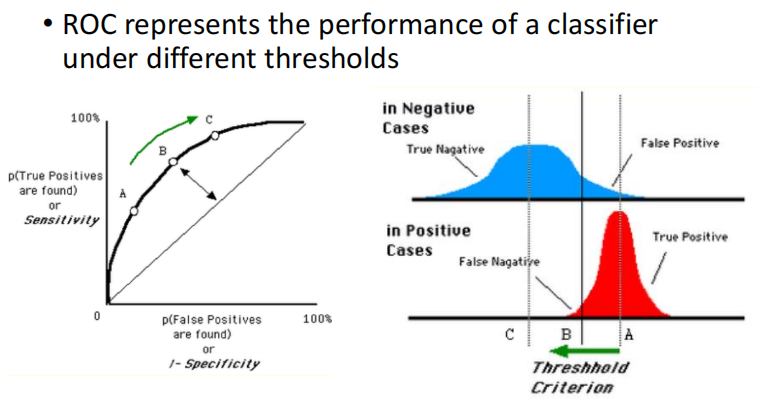 • ROC represents the performance of a classifier
under different thresholds
100%
C
B
A
p(True Positives
are found)
or
Sensitivity
0
p(False Positives
are found)
or
1- Specificity
100%
in Negative
Cases
True Nagative
False Positive
in Positive
Cases
True Positive
False Nagative
C B A
Threshhold
Criterion